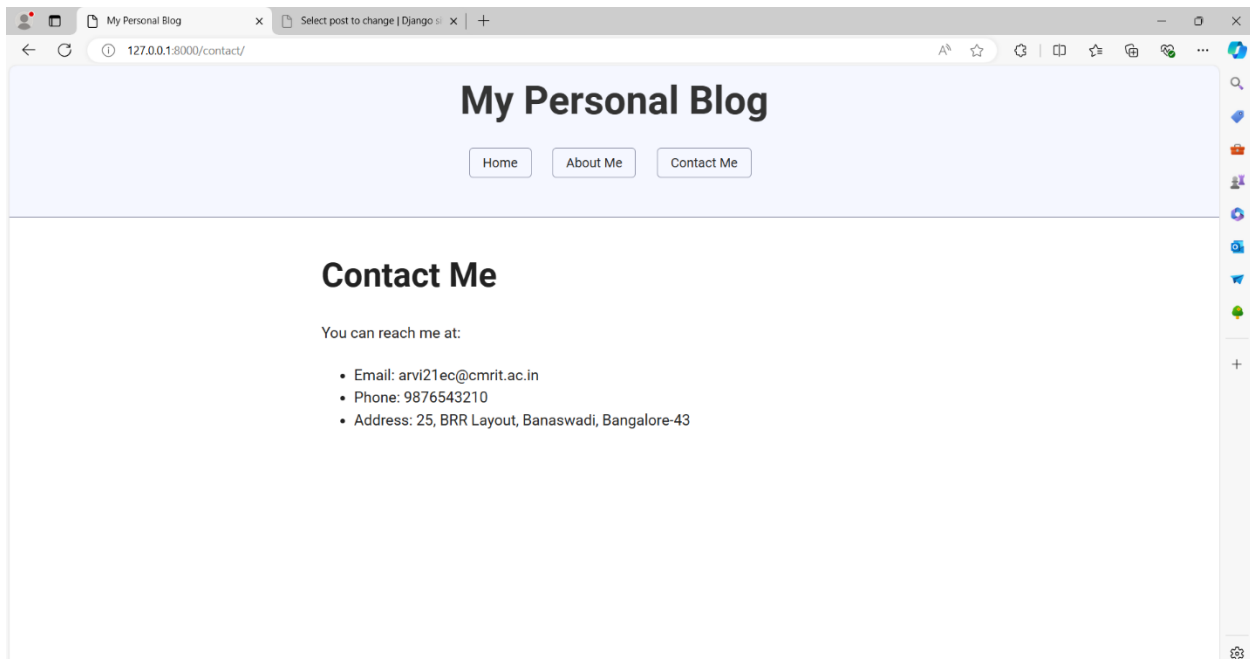 My Personal Blog
Select post to change | Django si
127.0.0.1:8000/contact/
My Personal Blog
Home
About Me
Contact Me
Contact Me
You can reach me at:
• Email: arvi21ec@cmrit.ac.in
• Phone: 9876543210
• Address: 25, BRR Layout, Banaswadi, Bangalore-43